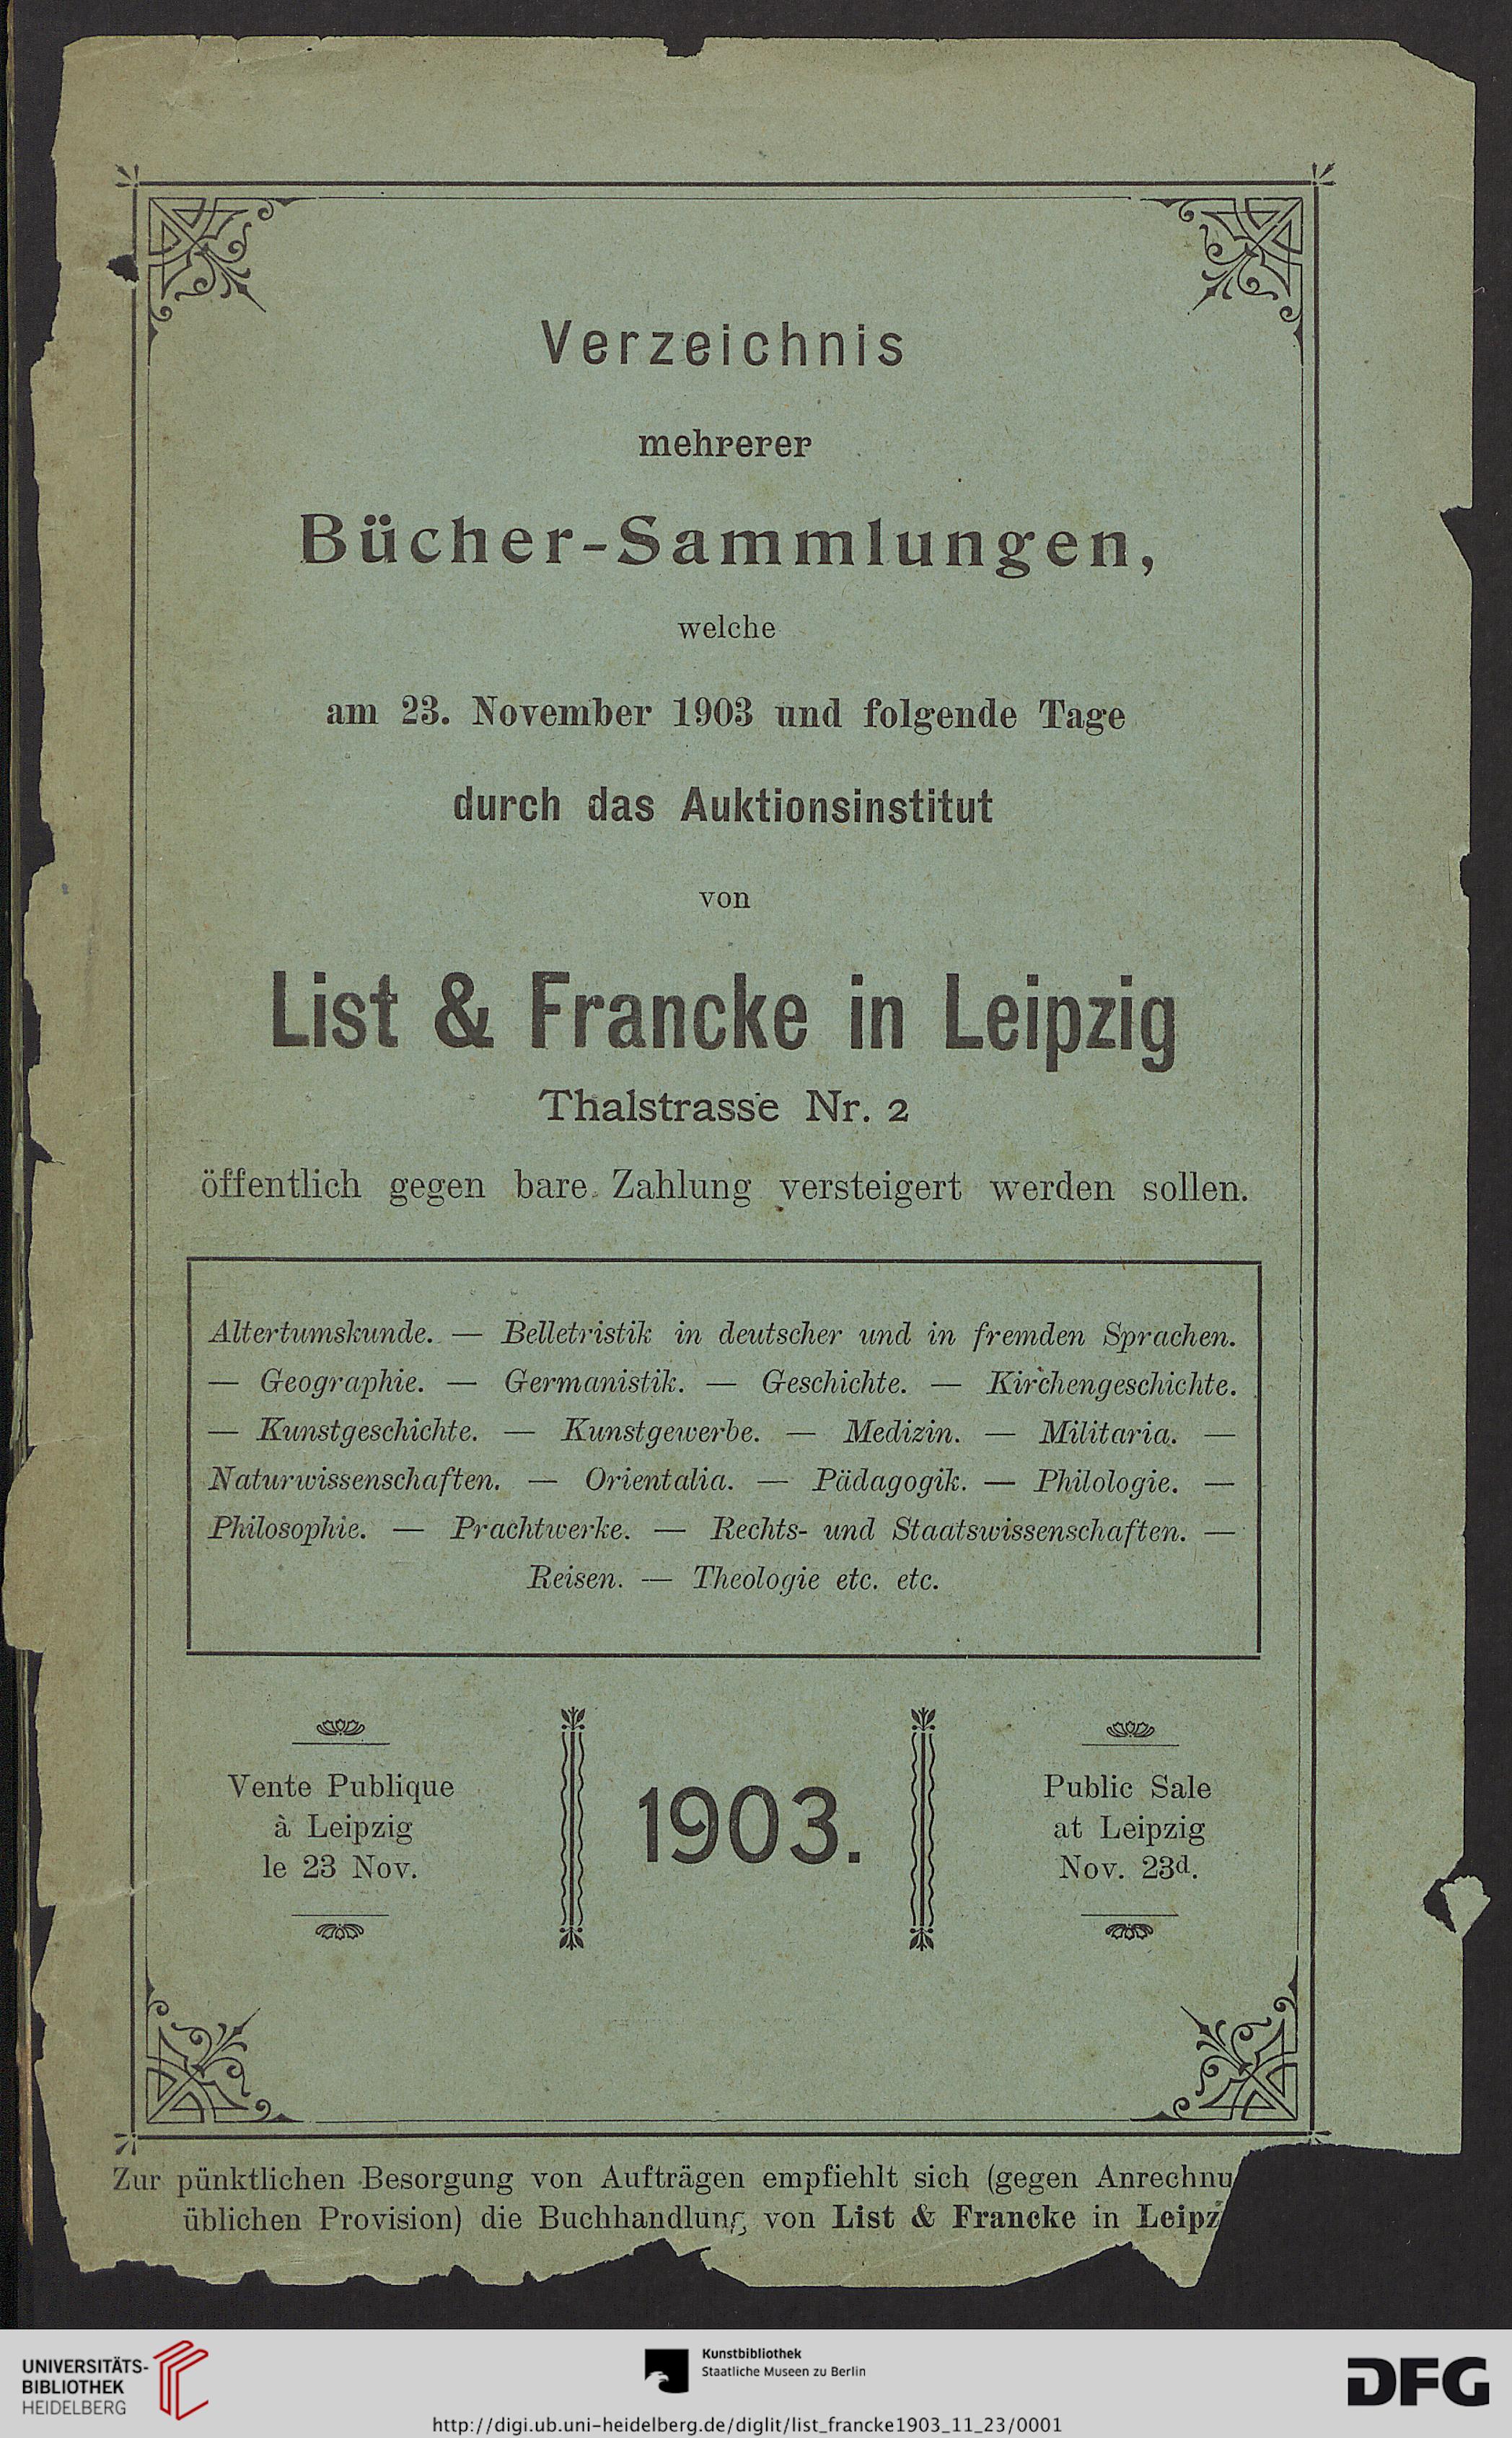 Verzeichnis
mehrerer
Bücher-Sammlungen,
welche
am 23. November 1903 und folgende Tage
durch das Auktionsinstitut
von
List & Francke in Leipzig
Thalstrasse Nr. 2
öffentlich gegen bare Zahlung versteigert werden sollen.
Altertumskunde. — Belletristik in deutscher und in fremden Sprachen.
— Geographie. — Germanistik. — Geschichte. — Kirchengeschichte.
— Kunstgeschichte. — Kunstgewerbe. — Medizin. — Militaria. —
Naturwissenschaften. — Orientalia. — Pädagogik. — Philologie. —
Philosophie. — Prachtwerke. — Rechts- und Staatswissenschaften. —
Reisen. — Theologie etc. etc.
Vente Publique
à Leipzig
le 23 Nov.
1903.
Public Sale
at Leipzig
Nov. 23d.
Zur pünktlichen Besorgung von Aufträgen empfiehlt sich (gegen Anrechnu
üblichen Provision) die Buchhandlung von List & Francke in Leipz
UNIVERSITÄTS-
BIBLIOTHEK
HEIDELBERG
Kunstbibliothek
Staatliche Museen zu Berlin
DFG
http://digi.ub.uni-heidelberg.de/diglit/list_francke1903_11_23/0001